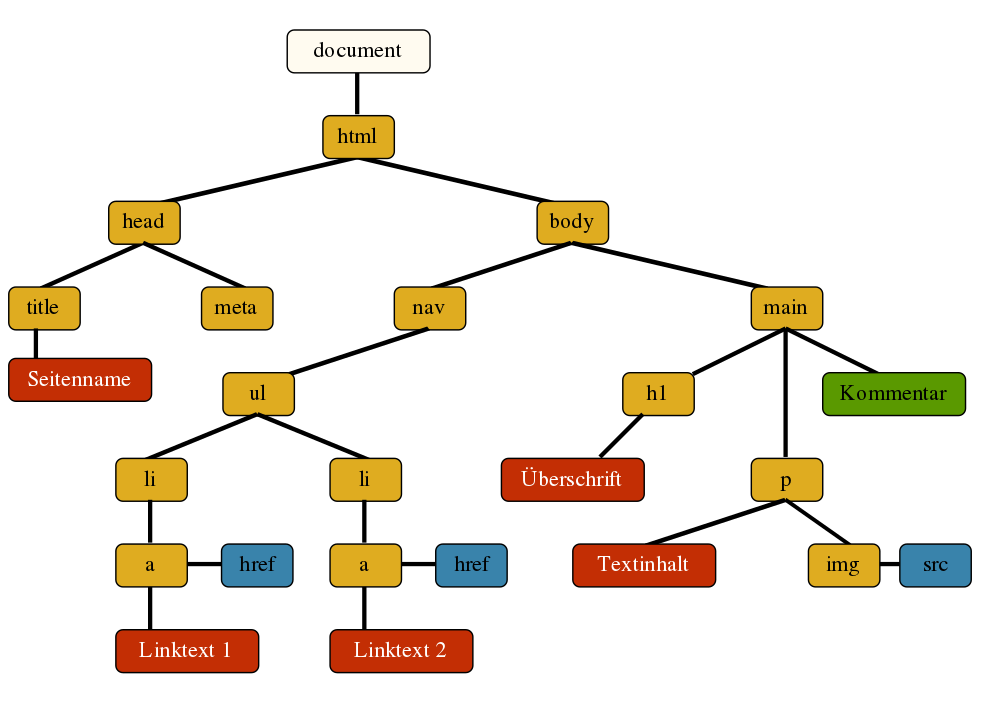 document
html
head
body
title
meta
nav
main
Seitenname
ul
h1
Kommentar
li
li
Überschrift
p
a
href
a
href
Textinhalt
img
src
Linktext 1
Linktext 2